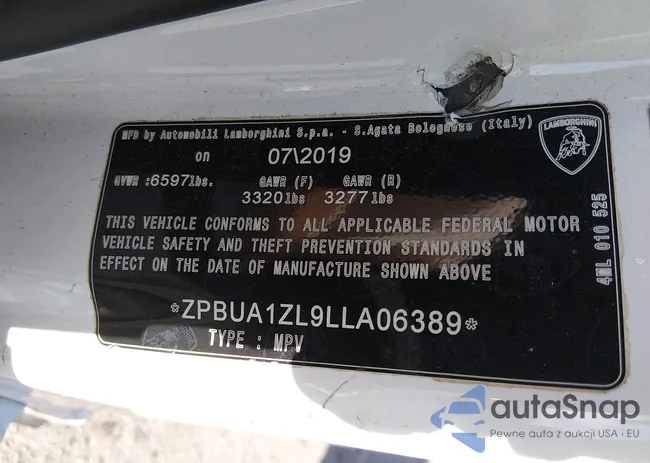 MFD by Automobili Lamborghini S.p.a. - S.Agata Bolognese (Italy)
on 07\2019
GVWR :6597lbs. GAWR (F) GAWR (R)
3320lbs 3277lbs
THIS VEHICLE CONFORMS TO ALL APPLICABLE FEDERAL MOTOR
VEHICLE SAFETY AND THEFT PREVENTION STANDARDS IN
EFFECT ON THE DATE OF MANUFACTURE SHOWN ABOVE
*ZPBUA1ZL9LLA06389*
TYPE : MPV
LAMBORGHINI
4ML 010 525
autaSnap
Pewne auta z aukcji USA i EU